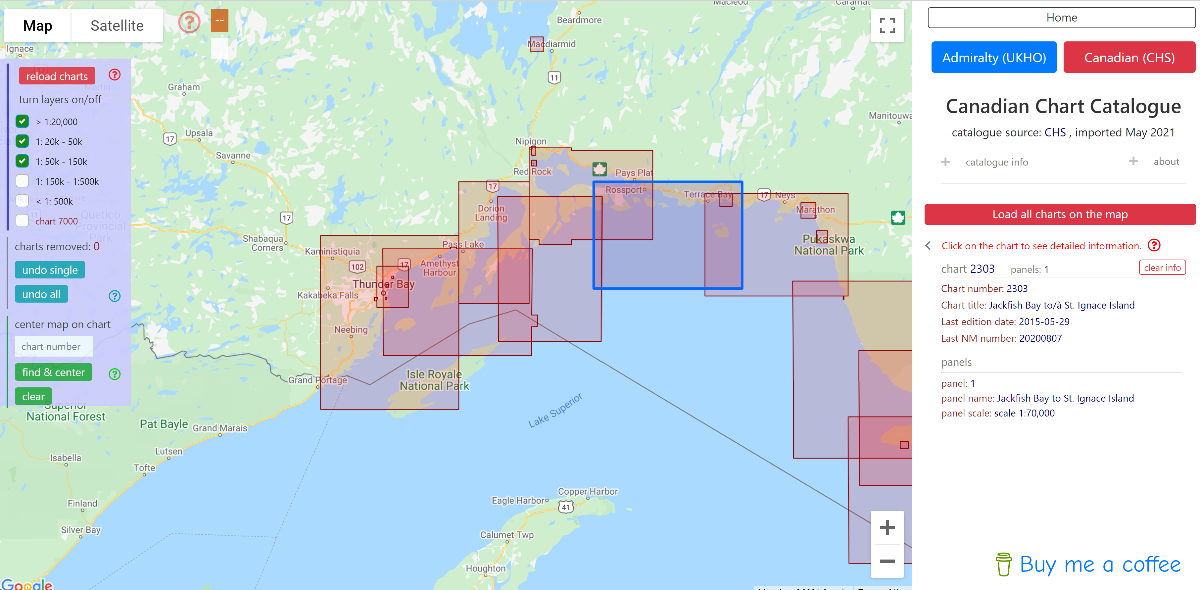 Map
Satellite
?
--
Ignace
reload charts
?
turn layers on/off
> 1:20,000
1: 20k - 50k
1: 50k - 150k
1: 150k - 1:500k
< 1: 500k
chart 7000
charts removed: 0
undo single
undo all
?
center map on chart
chart number
find & center
?
clear
Superior
National Forest
Beardmore
Macdiarmid
11
Graham
17
Upsala
Savanne
Nipigon
Red Rock
Pays Plat
Rossport
Terrace Bay
17
Neys
Manitouwa
Marathon
Pukaskwa
National Park
17
Dorion
Landing
17
Shabaqua
Corners
Kaministiquia
Pass Lake
102
17
Amethyst
Harbour
Thunder Bay
Kakabeka Falls
Neebing
Grand Portage
Isle Royale
National Park
Lake Superior
Pat Bayle
Grand Marais
Lutsen
Isabella
Tofte
Finland
Silver Bay
Copper Harbor
Eagle Harbor
41
Calumet Twp
Houghton
Google
Home
Admiralty (UKHO)
Canadian (CHS)
Canadian Chart Catalogue
catalogue source: CHS , imported May 2021
+ catalogue info
+ about
Load all charts on the map
Click on the chart to see detailed information. ?
chart 2303 panels: 1
clear info
Chart number: 2303
Chart title: Jackfish Bay to/à St. Ignace Island
Last edition date: 2015-05-29
Last NM number: 20200807
panels
panel: 1
panel name: Jackfish Bay to St. Ignace Island
panel scale: scale 1:70,000
Buy me a coffee